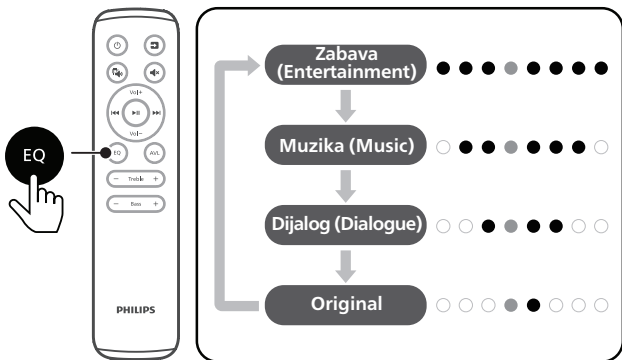 Zabava
(Entertainment)
Vol+
EQ
Muzika (Music)
Vol−
EQ
AVL
− Treble +
− Bass +
Dijalog (Dialogue)
PHILIPS
Original